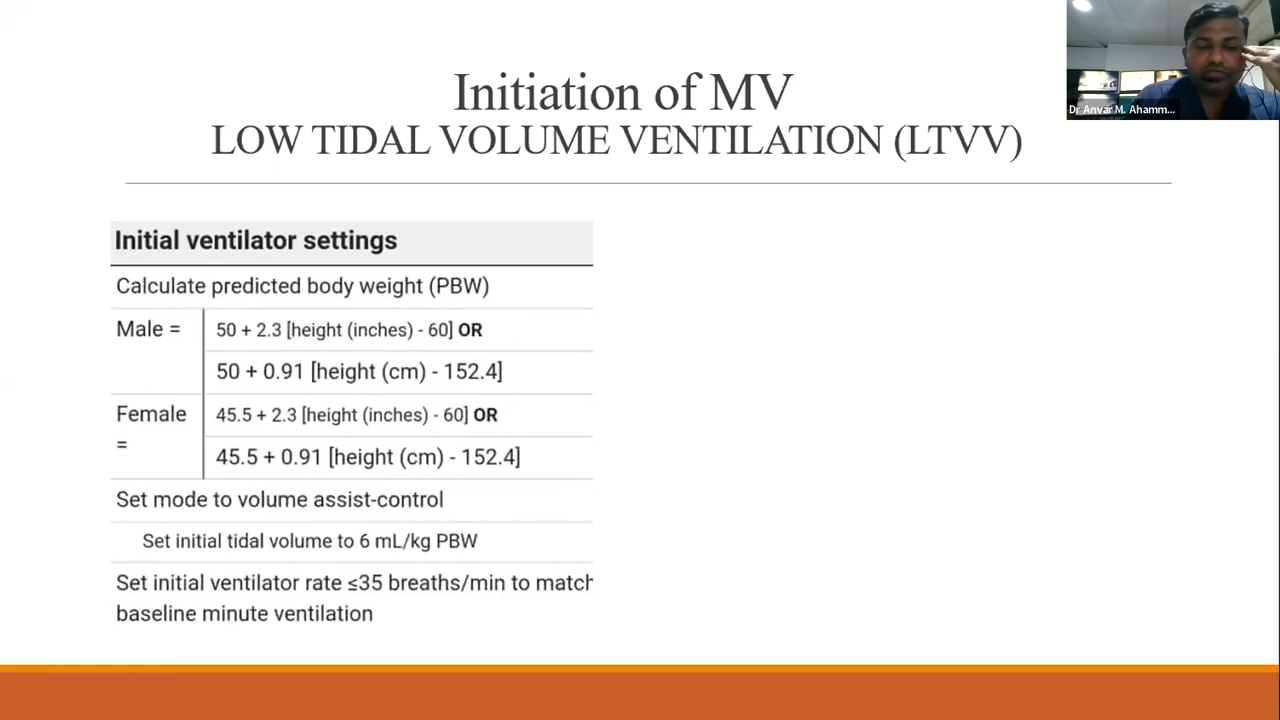 Initiation of MV
LOW TIDAL VOLUME VENTILATION (LTVV)
Dr Anvar M. Ahamm...
Initial ventilator settings
Calculate predicted body weight (PBW)
Male =
50 + 2.3 [height (inches) - 60] OR
50 + 0.91 [height (cm) - 152.4]
Female
=
45.5 + 2.3 [height (inches) - 60] OR
45.5 + 0.91 [height (cm) - 152.4]
Set mode to volume assist-control
Set initial tidal volume to 6 mL/kg PBW
Set initial ventilator rate ≤35 breaths/min to match
baseline minute ventilation